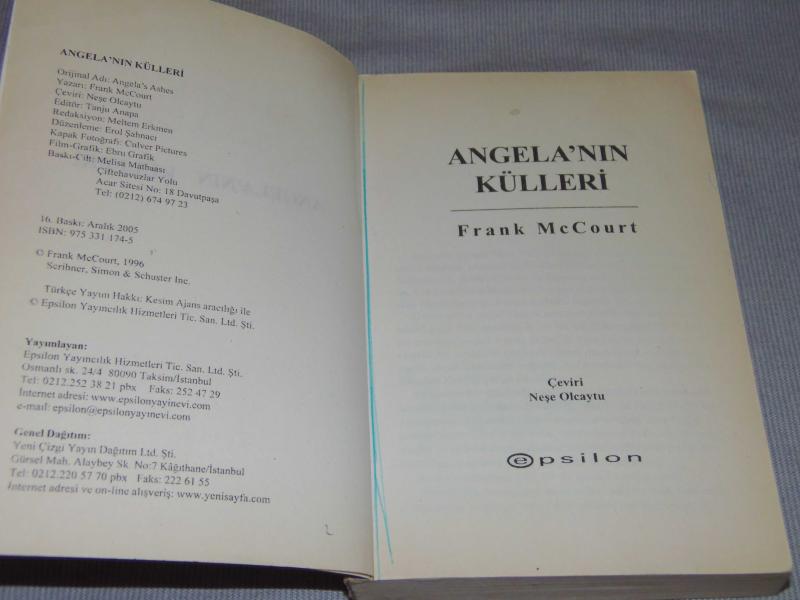 ANGELA'NIN KÜLLERİ
Orijinal Adı: Angela's Ashes
Yazarı: Frank McCourt
Çeviri: Neşe Olcaytu
Editör: Tanju Anapa
Redaksiyon: Meltem Erkmen
Düzenleme: Erol Şahnacı
Kapak Fotoğrafı: Culver Pictures
Film-Grafik: Ebru Grafik
Baskı-Cilt: Melisa Matbaası
Çiftehavuzlar Yolu
Acar Sitesi No: 18 Davutpaşa
Tel: (0212) 674 97 23
16. Baskı: Aralık 2005
ISBN: 975 331 174-5
© Frank McCourt, 1996
Scribner, Simon & Schuster Inc.
Türkçe Yayın Hakkı: Kesim Ajans aracılığı ile
© Epsilon Yayıncılık Hizmetleri Tic. San. Ltd. Şti.
Yayınlayan:
Epsilon Yayıncılık Hizmetleri Tic. San. Ltd. Şti.
Osmanlı sk. 24/4 80090 Taksim/İstanbul
Tel: 0212.252 38 21 pbx Faks: 252 47 29
İnternet adresi: www.epsilonyayinevi.com
e-mail: epsilon@epsilonyayinevi.com
Genel Dağıtım:
Yeni Çizgi Yayın Dağıtım Ltd. Şti.
Gürsel Mah. Alaybey Sk. No:7 Kâğıthane/İstanbul
Tel: 0212.220 57 70 pbx Faks: 222 61 55
İnternet adresi ve on-line alışveriş: www.yenisayfa.com
2
ANGELA'NIN
KÜLLERİ
Frank McCourt
Çeviri
Neşe Olcaytu
epsilon